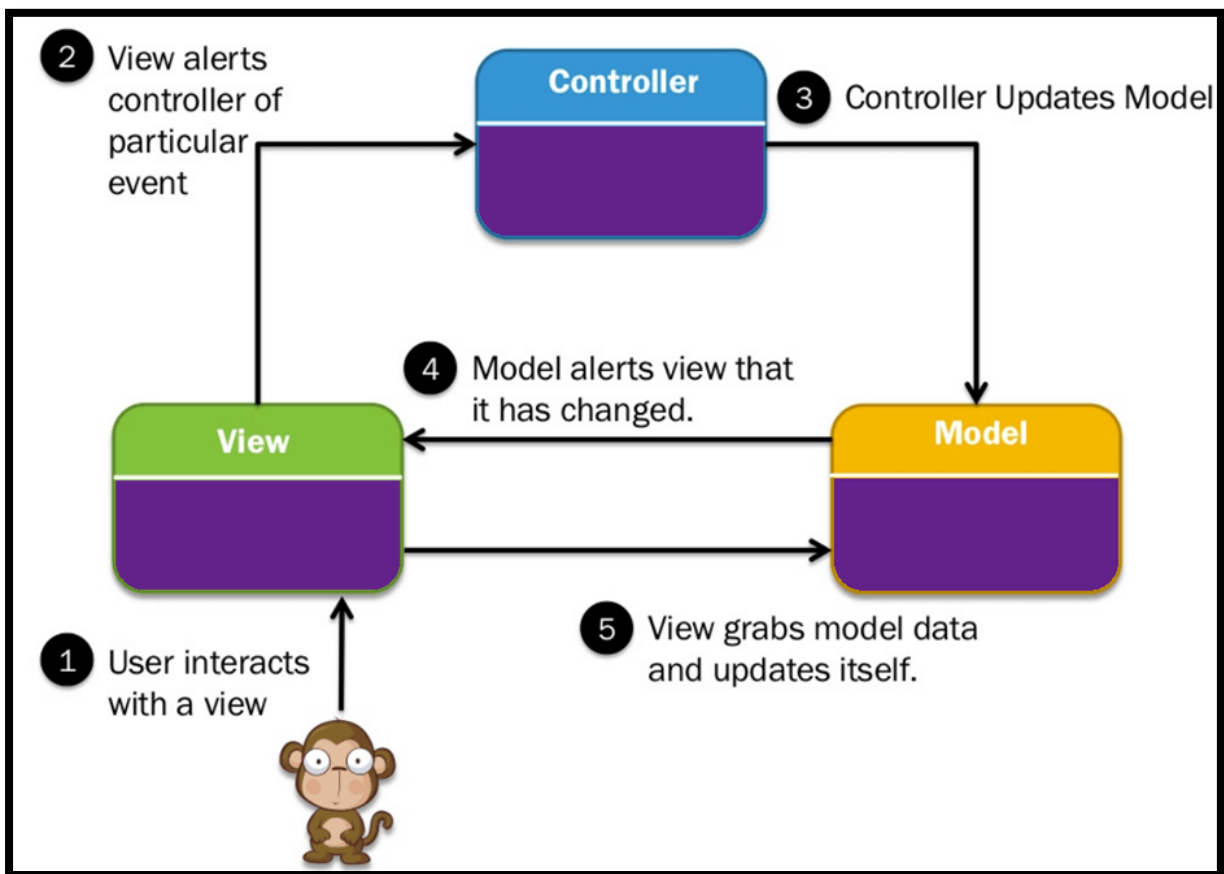 2 View alerts
controller of
particular
event
Controller
3 Controller Updates Model
4 Model alerts view that
it has changed.
View
Model
5 View grabs model data
and updates itself.
1 User interacts
with a view